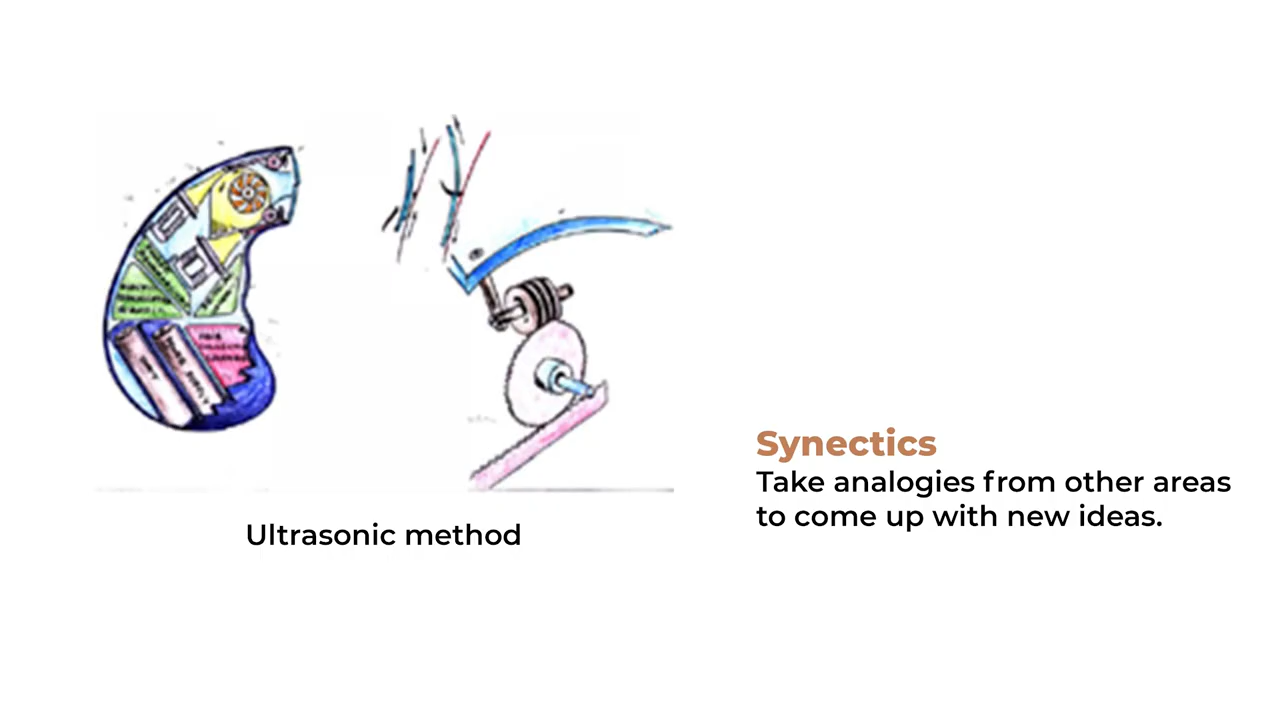 Ultrasonic method
Synectics
Take analogies from other areas
to come up with new ideas.